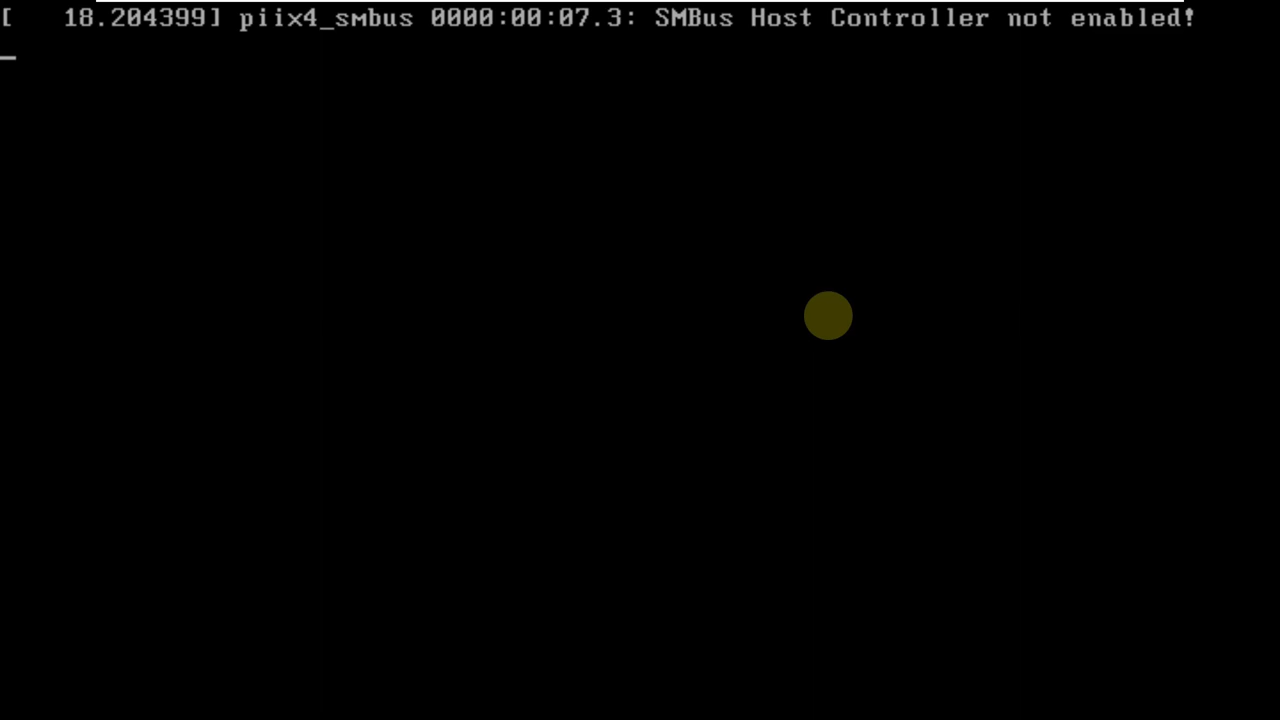 [   18.204399] piix4_smbus 0000:00:07.3: SMBus Host Controller not enabled!